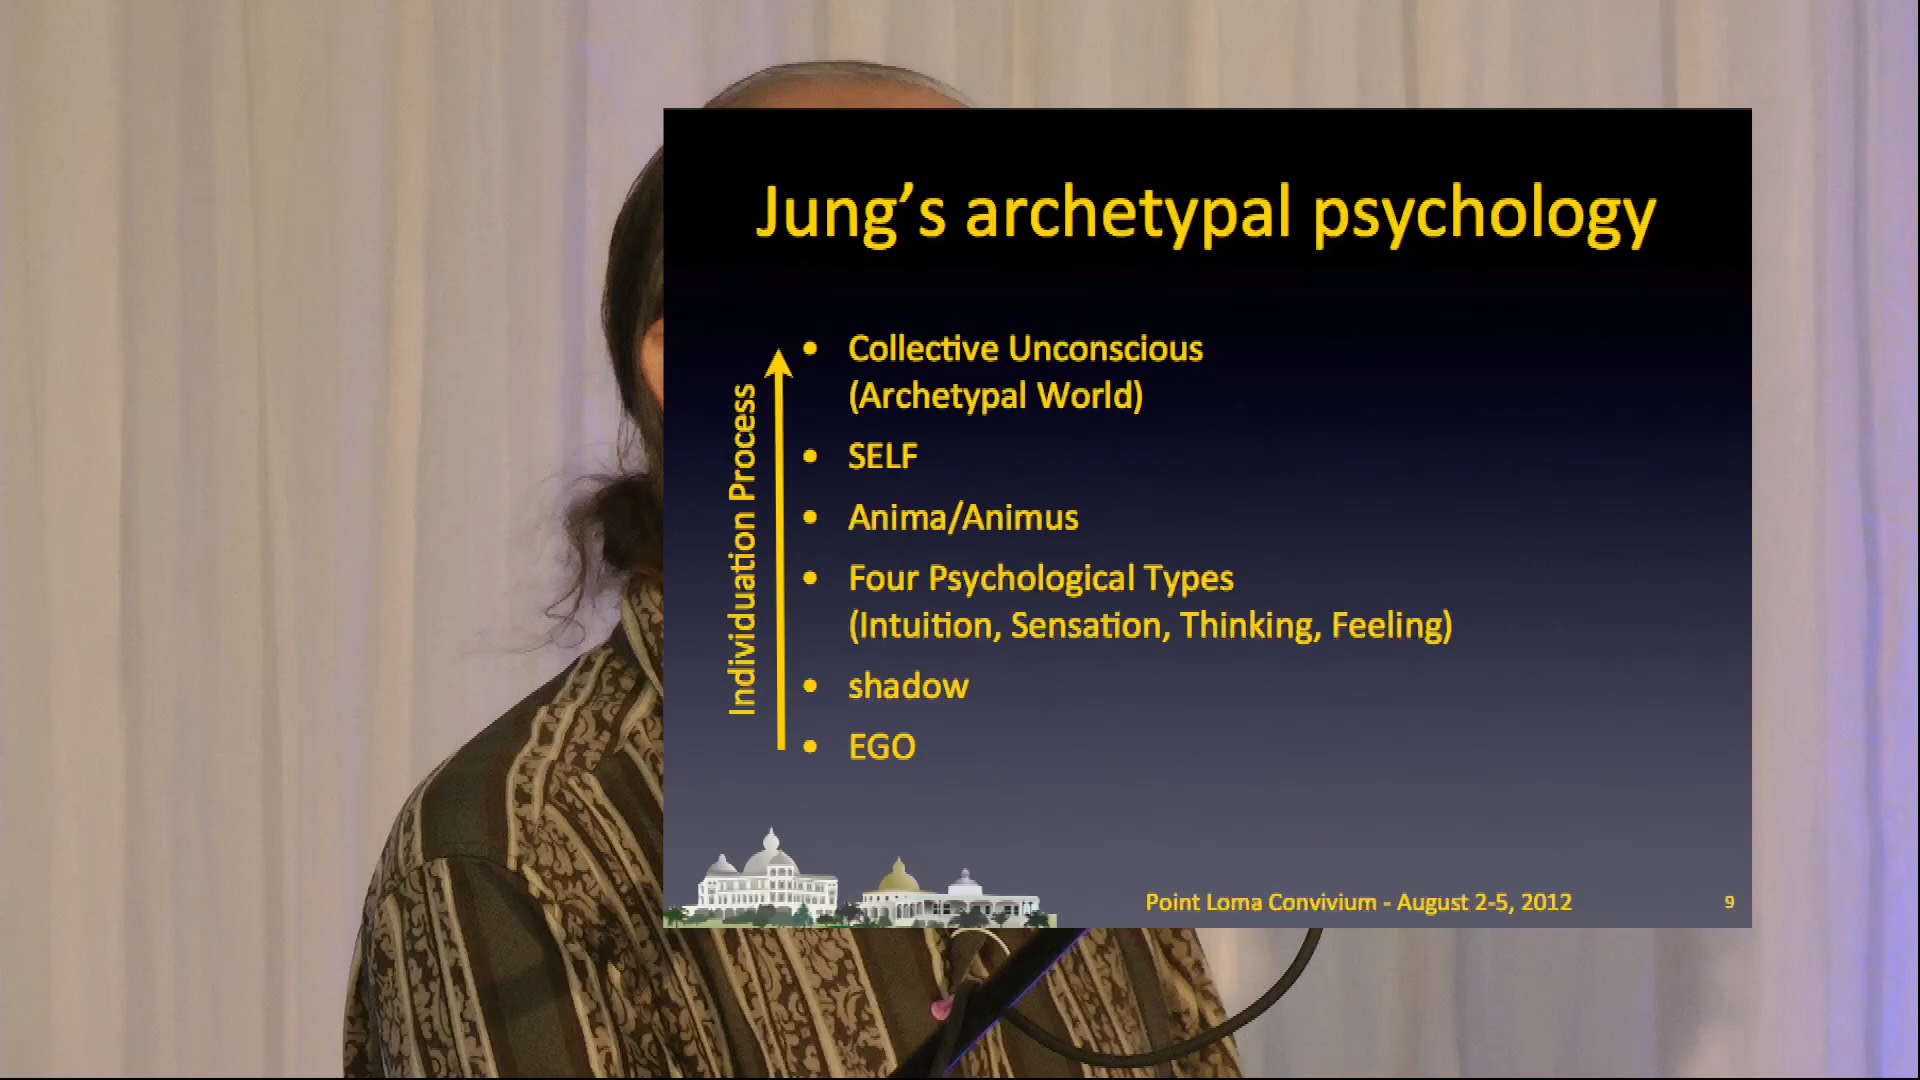 Jung's archetypal psychology
Individuation Process
• Collective Unconscious
(Archetypal World)
• SELF
• Anima/Animus
• Four Psychological Types
(Intuition, Sensation, Thinking, Feeling)
• shadow
• EGO
Point Loma Convivium - August 2-5, 2012
9